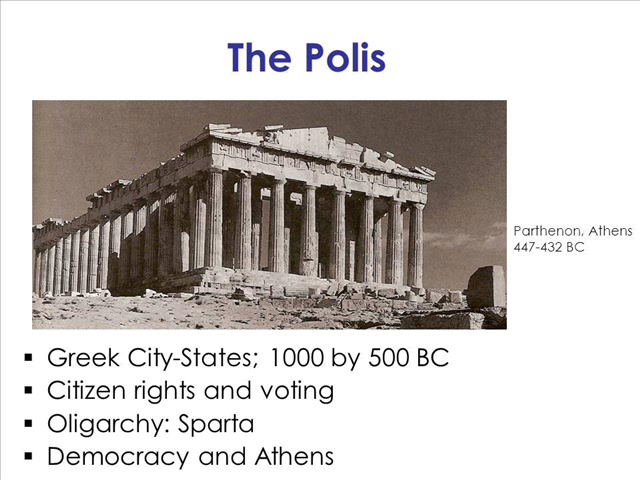 The Polis
Parthenon, Athens
447-432 BC
▪ Greek City-States; 1000 by 500 BC
▪ Citizen rights and voting
▪ Oligarchy: Sparta
▪ Democracy and Athens